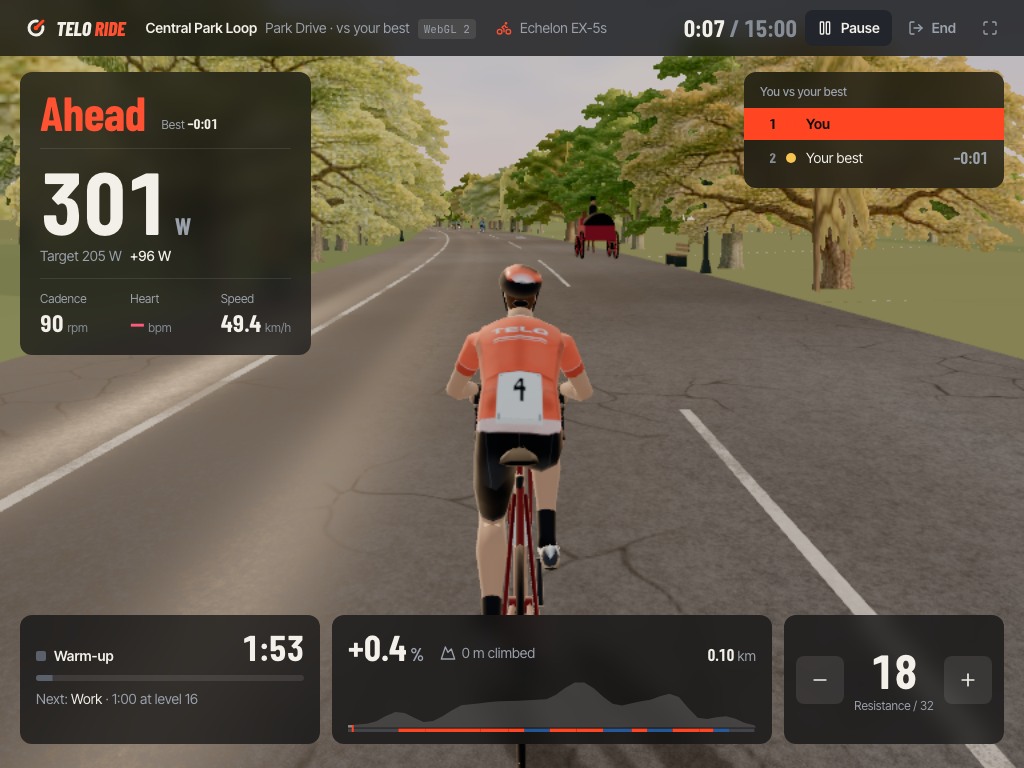 TELO RIDE Central Park Loop Park Drive · vs your best WebGL 2 Echelon EX-5s 0:07 / 15:00 Pause End
Ahead Best −0:01
301 W
Target 205 W +96 W
Cadence Heart Speed
90 rpm — bpm 49.4 km/h
You vs your best
1 You
2 Your best −0:01
TELO
4
Warm-up 1:53
Next: Work · 1:00 at level 16
+0.4 % 0 m climbed 0.10 km
− 18 +
Resistance / 32